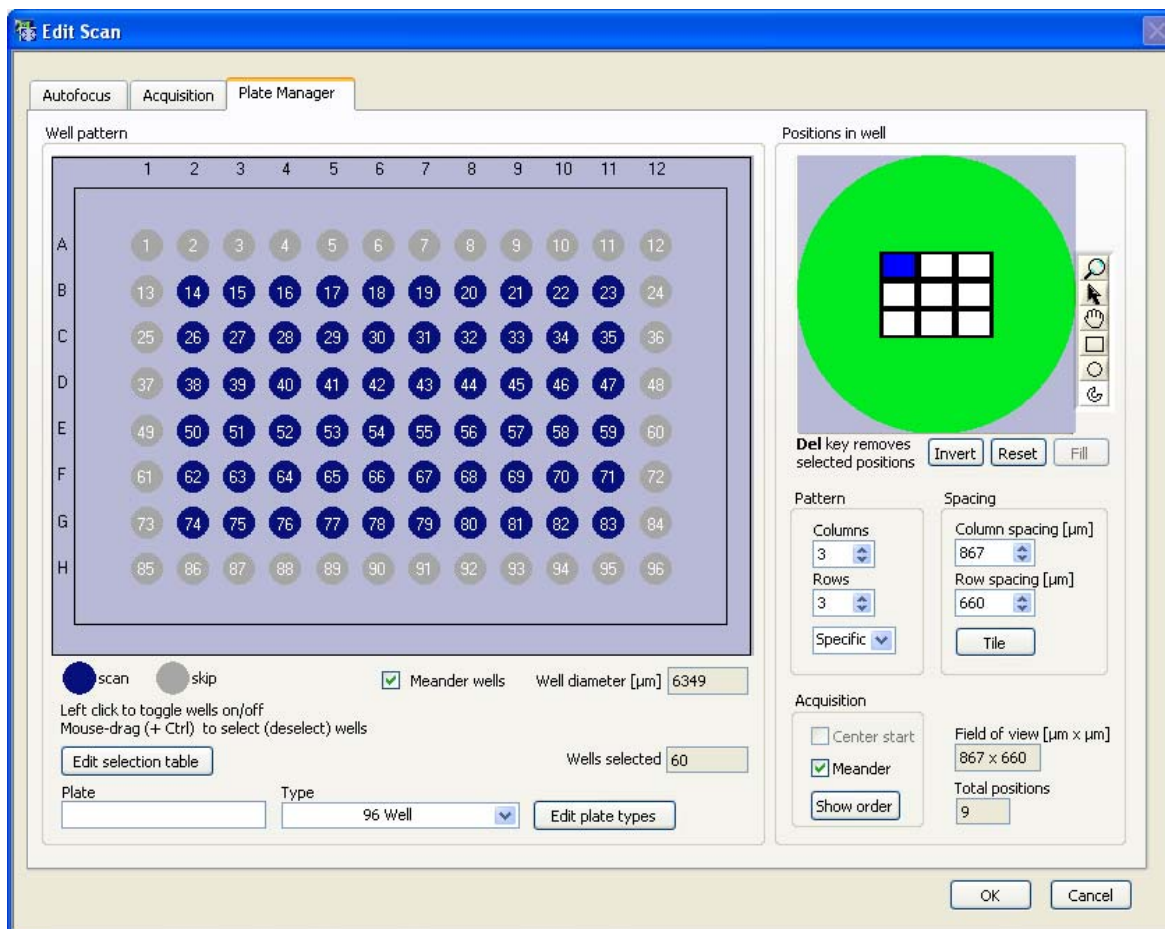 Edit Scan
Autofocus Acquisition Plate Manager
Well pattern
1 2 3 4 5 6 7 8 9 10 11 12
A 1 2 3 4 5 6 7 8 9 10 11 12
B 13 14 15 16 17 18 19 20 21 22 23 24
C 25 26 27 28 29 30 31 32 33 34 35 36
D 37 38 39 40 41 42 43 44 45 46 47 48
E 49 50 51 52 53 54 55 56 57 58 59 60
F 61 62 63 64 65 66 67 68 69 70 71 72
G 73 74 75 76 77 78 79 80 81 82 83 84
H 85 86 87 88 89 90 91 92 93 94 95 96
scan skip
Meander wells
Well diameter [µm] 6349
Left click to toggle wells on/off
Mouse-drag (+ Ctrl) to select (deselect) wells
Edit selection table
Wells selected 60
Plate
Type
96 Well
Edit plate types
Positions in well
Del key removes
selected positions
Invert Reset Fill
Pattern
Columns
3
Rows
3
Specific
Spacing
Column spacing [µm]
867
Row spacing [µm]
660
Tile
Acquisition
Center start
Meander
Show order
Field of view [µm x µm]
867 x 660
Total positions
9
OK Cancel